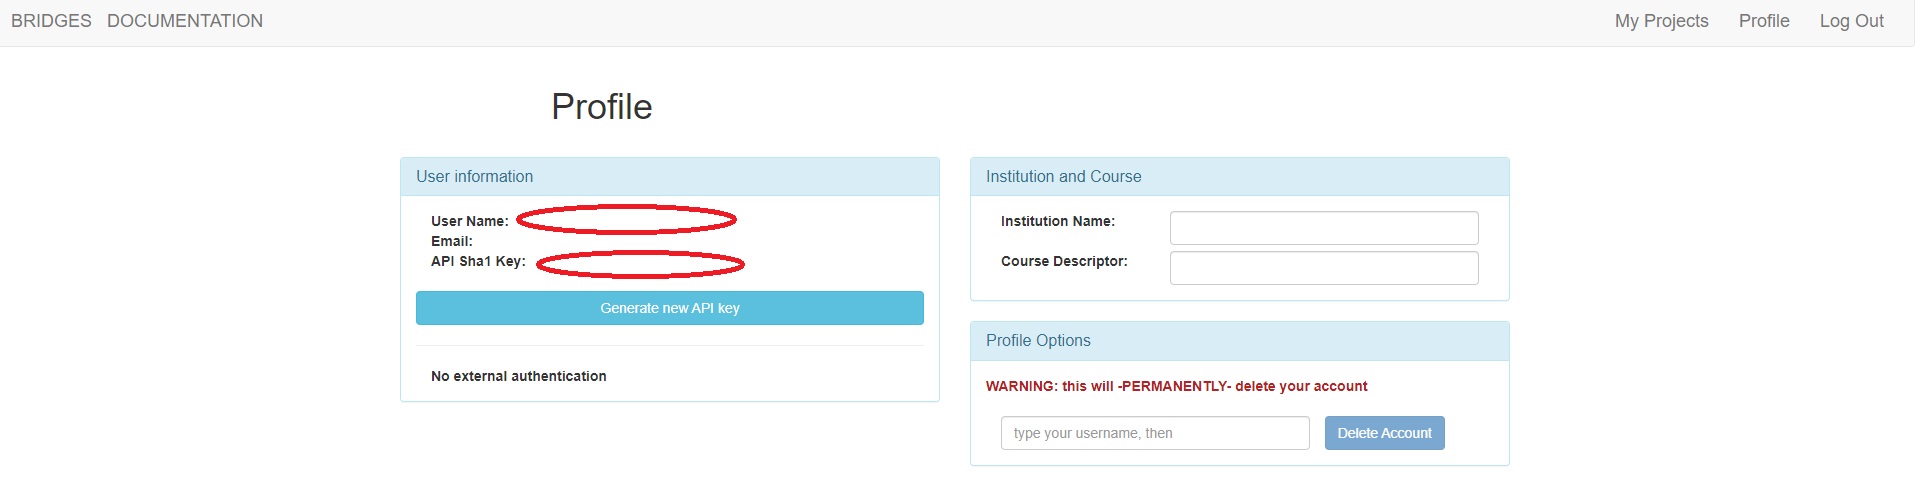 BRIDGES DOCUMENTATION My Projects Profile Log Out
Profile
User information
User Name:
Email:
API Sha1 Key:
Generate new API key
No external authentication
Institution and Course
Institution Name:
Course Descriptor:
Profile Options
WARNING: this will -PERMANENTLY- delete your account
type your username, then Delete Account